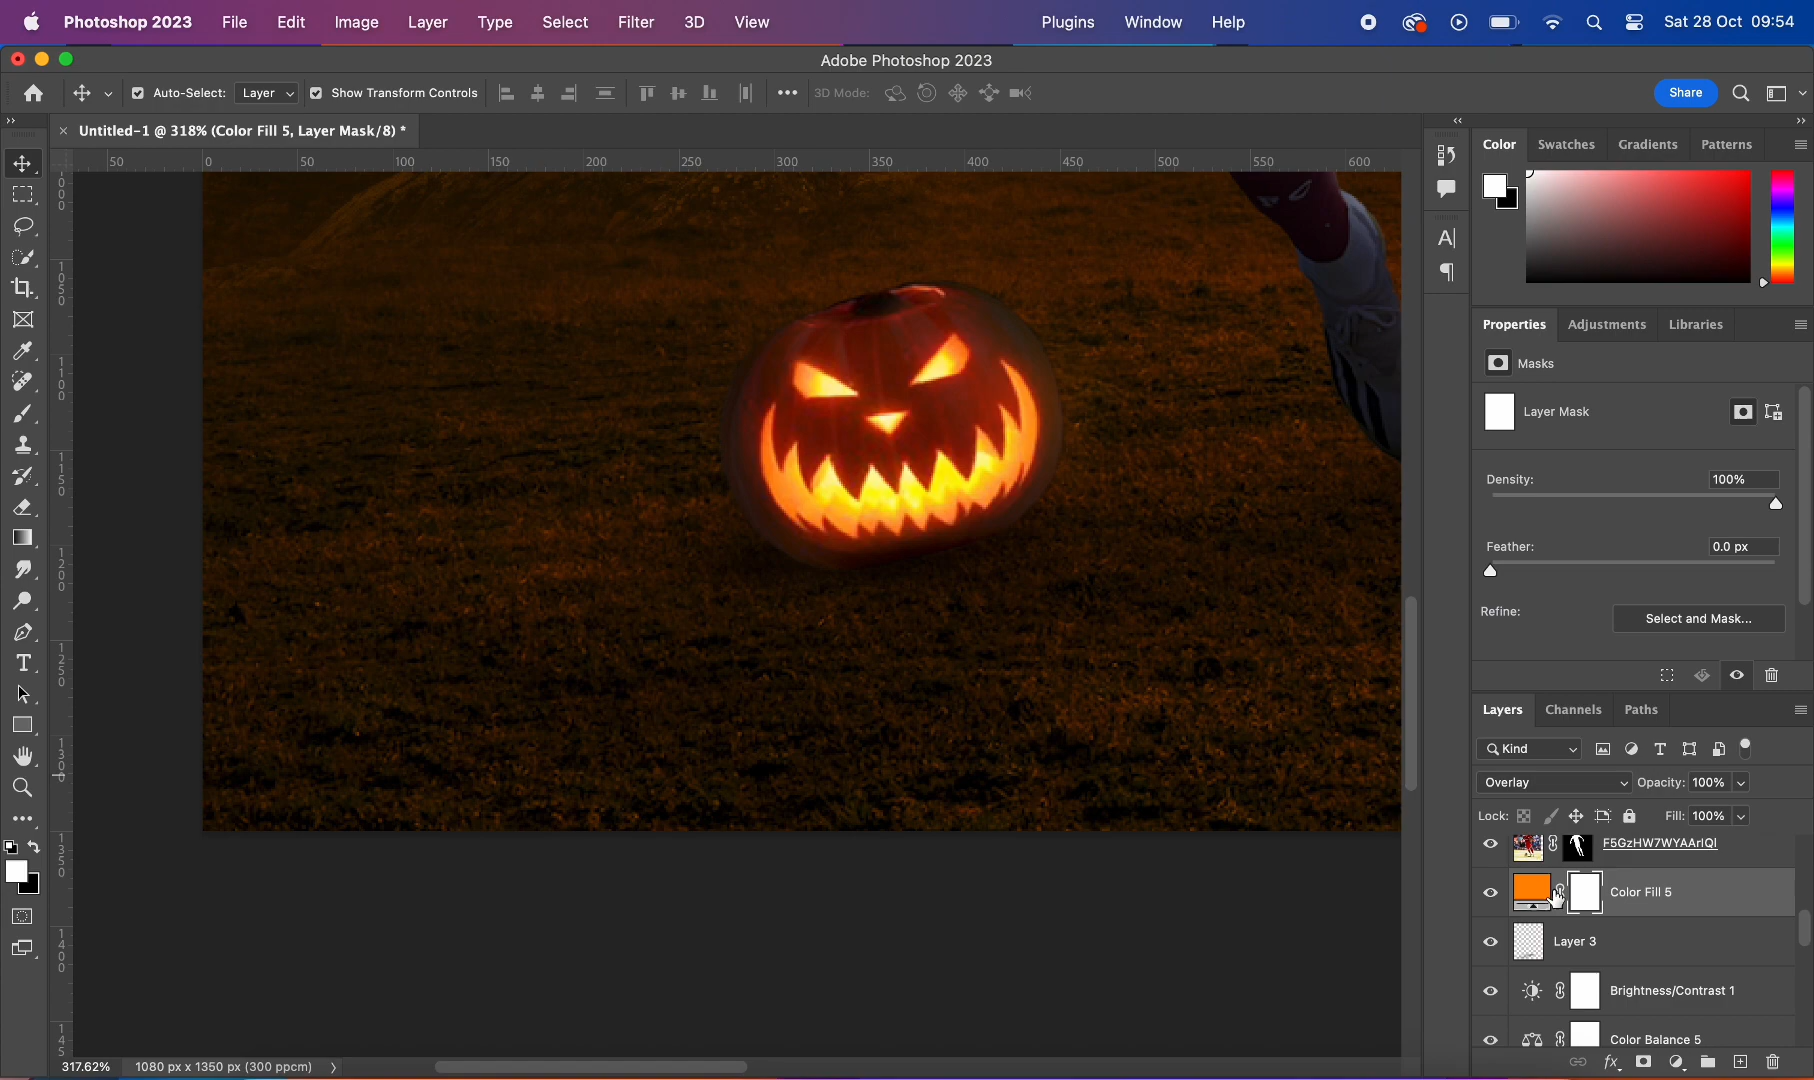 Photoshop 2023 File Edit Image Layer Type Select Filter 3D View Plugins Window Help Sat 28 Oct 09:54
Adobe Photoshop 2023
Auto-Select: Layer Show Transform Controls 3D Mode: Share
Untitled-1 @ 318% (Color Fill 5, Layer Mask/8) *
50 0 50 100 150 200 250 300 350 400 450 500 550 600
Color Swatches Gradients Patterns
Properties Adjustments Libraries
Masks
Layer Mask
Density: 100%
Feather: 0.0 px
Refine: Select and Mask...
Layers Channels Paths
Kind
Overlay Opacity: 100%
Lock: Fill: 100%
F5GzHW7WYAArIQI
Color Fill 5
Layer 3
Brightness/Contrast 1
Color Balance 5
317.62% 1080 px x 1350 px (300 ppcm)